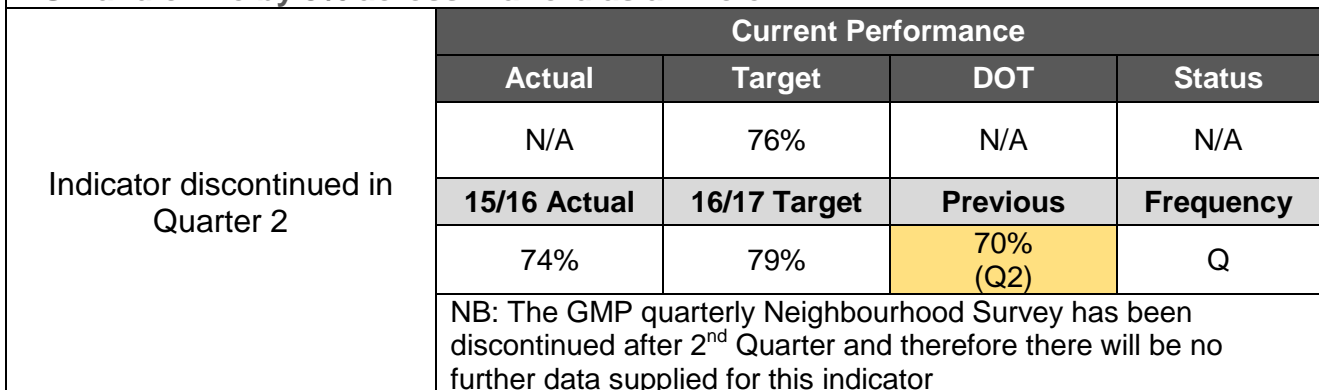 Current Performance
Actual Target DOT Status
N/A 76% N/A N/A
Indicator discontinued in
Quarter 2
15/16 Actual 16/17 Target Previous Frequency
74% 79% 70%
(Q2) Q
NB: The GMP quarterly Neighbourhood Survey has been
discontinued after 2nd Quarter and therefore there will be no
further data supplied for this indicator